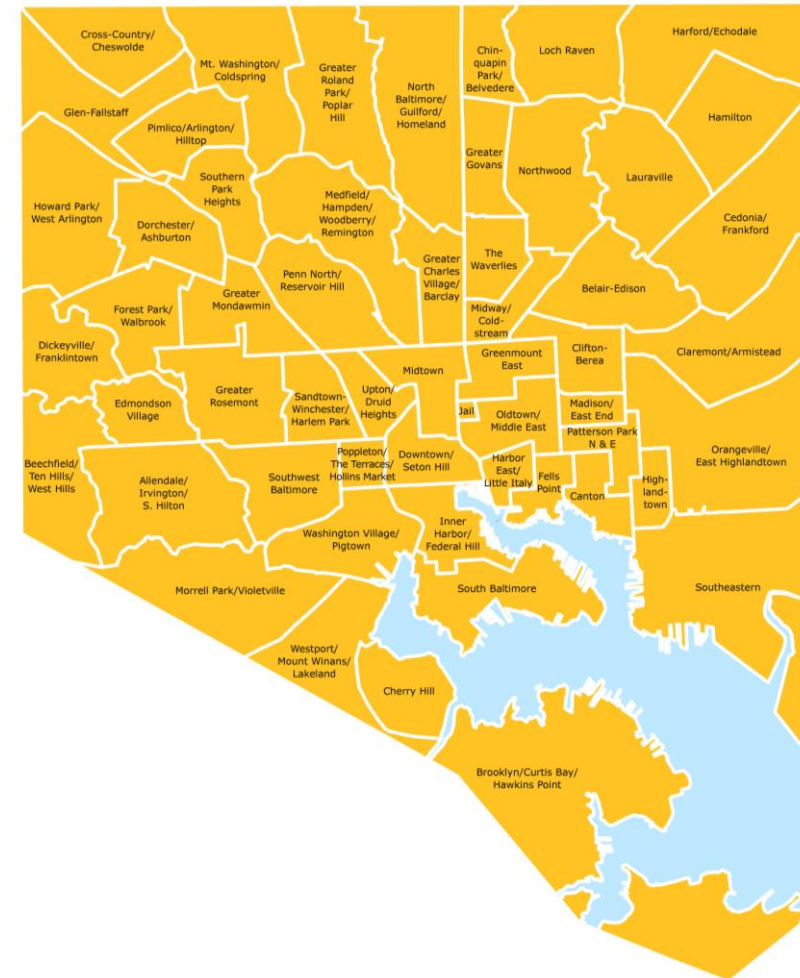 Cross-Country/
Cheswolde
Mt. Washington/
Coldspring
Greater
Roland
Park/
Poplar
Hill
North
Baltimore/
Guilford/
Homeland
Chin-
quapin
Park/
Belvedere
Loch Raven
Harford/Echodale
Glen-Fallstaff
Pimlico/Arlington/
Hilltop
Hamilton
Southern
Park
Heights
Greater
Govans
Northwood
Lauraville
Howard Park/
West Arlington
Dorchester/
Ashburton
Medfield/
Hampden/
Woodberry/
Remington
Cedonia/
Frankford
Greater
Charles
Village/
Barclay
The
Waverlies
Penn North/
Reservoir Hill
Belair-Edison
Greater
Mondawmin
Forest Park/
Walbrook
Midway/
Cold-
stream
Dickeyville/
Franklintown
Greenmount
East
Clifton-
Berea
Claremont/Armistead
Midtown
Greater
Rosemont
Upton/
Druid
Heights
Sandtown-
Winchester/
Harlem Park
Edmondson
Village
Jail
Oldtown/
Middle East
Madison/
East End
Patterson Park
N & E
Orangeville/
East Highlandtown
Beechfield/
Ten Hills/
West Hills
Allendale/
Irvington/
S. Hilton
Southwest
Baltimore
Poppleton/
The Terraces/
Hollins Market
Downtown/
Seton Hill
Harbor
East/
Little Italy
Fells
Point
Canton
High-
land-
town
Washington Village/
Pigtown
Inner
Harbor/
Federal Hill
Morrell Park/Violetville
South Baltimore
Southeastern
Westport/
Mount Winans/
Lakeland
Cherry Hill
Brooklyn/Curtis Bay/
Hawkins Point